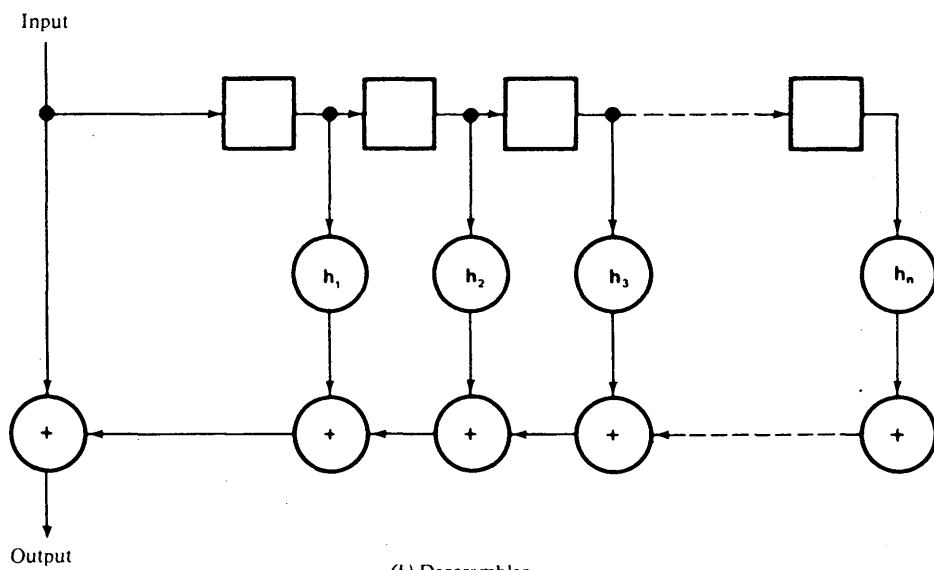 Input
h₁ h₂ h₃ hₙ
+ + + + +
Output